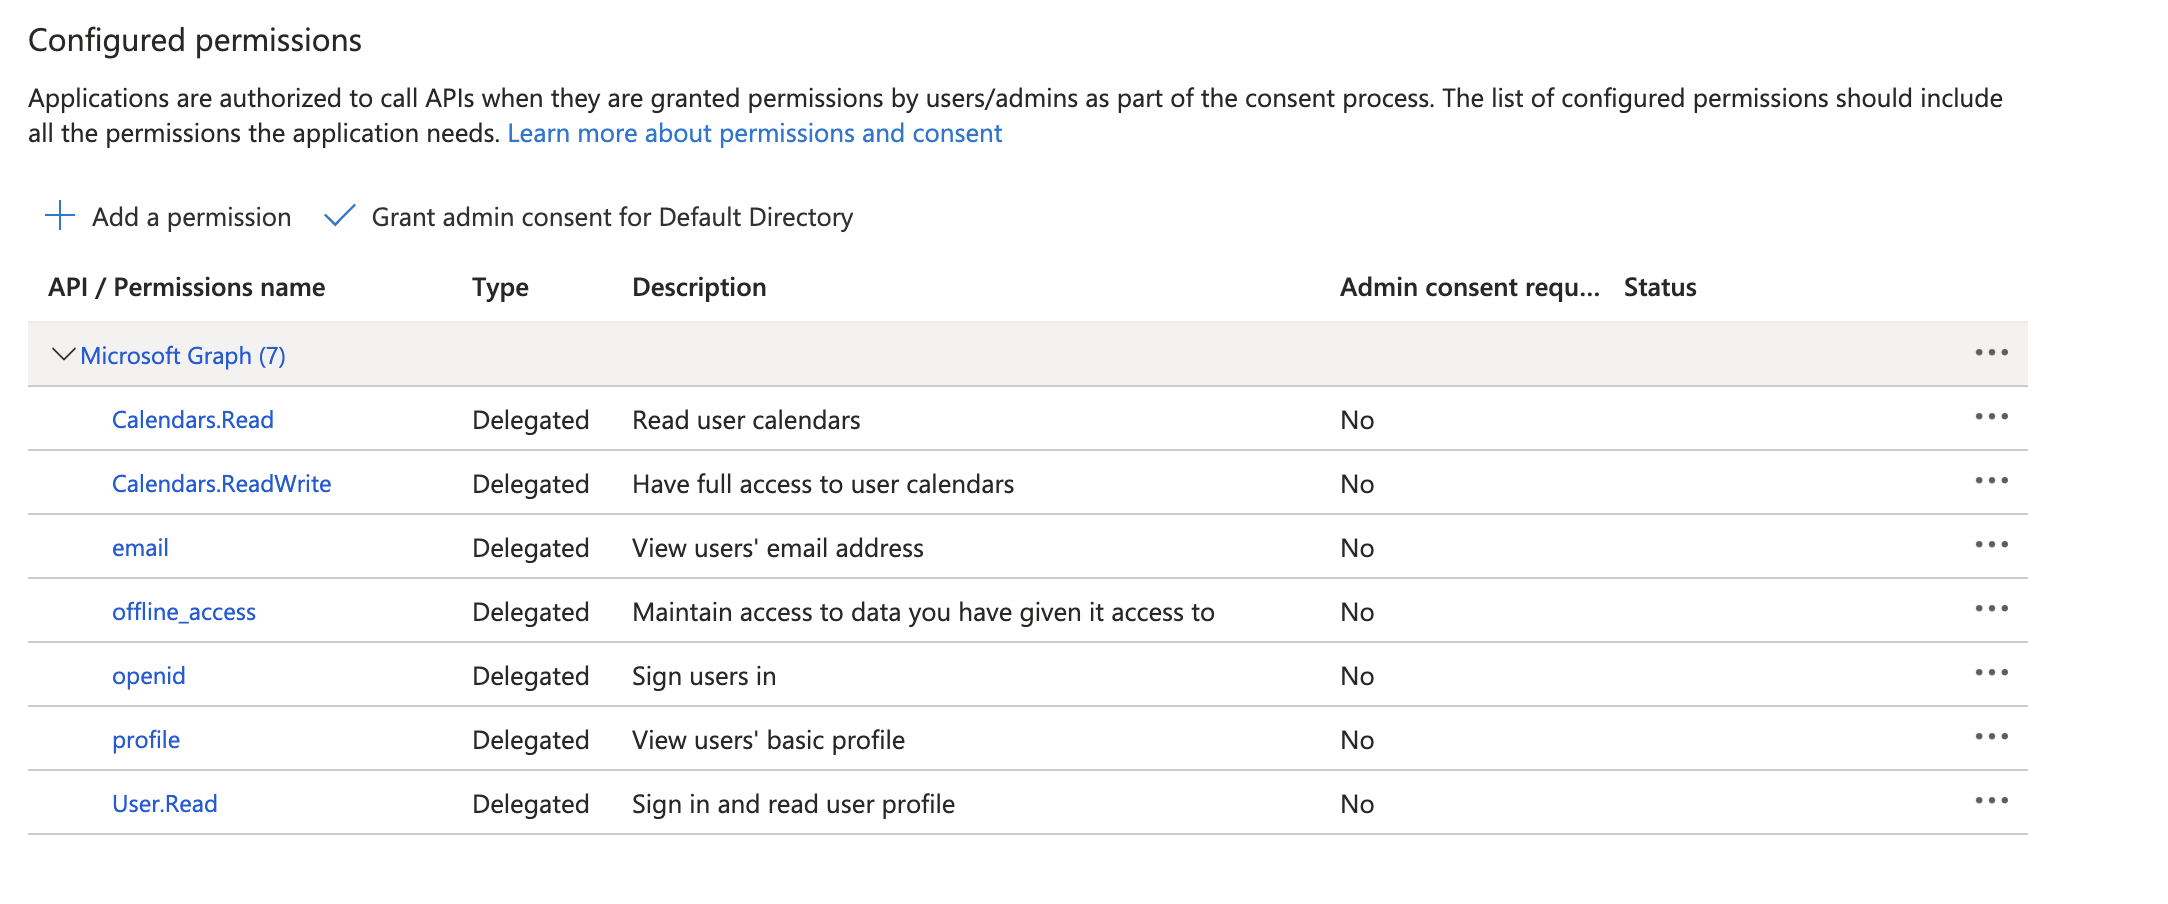 Configured permissions
Applications are authorized to call APIs when they are granted permissions by users/admins as part of the consent process. The list of configured permissions should include
all the permissions the application needs. Learn more about permissions and consent
Add a permission Grant admin consent for Default Directory
API / Permissions name Type Description Admin consent requ... Status
Microsoft Graph (7)
Calendars.Read Delegated Read user calendars No
Calendars.ReadWrite Delegated Have full access to user calendars No
email Delegated View users' email address No
offline_access Delegated Maintain access to data you have given it access to No
openid Delegated Sign users in No
profile Delegated View users' basic profile No
User.Read Delegated Sign in and read user profile No